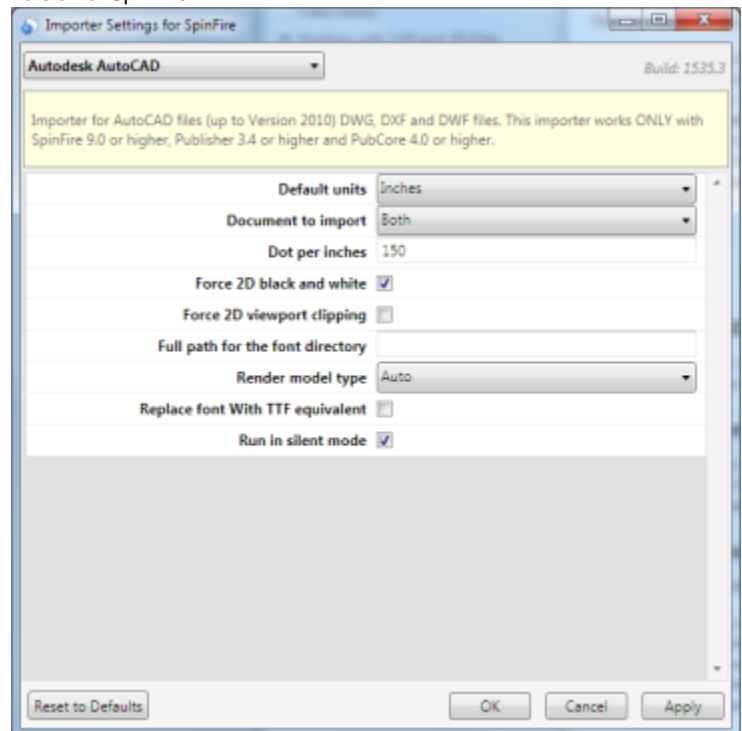 Importer Settings for SpinFire
Autodesk AutoCAD
Build: 1535.3
Importer for AutoCAD files (up to Version 2010) DWG, DXF and DWF files. This importer works ONLY with
SpinFire 9.0 or higher, Publisher 3.4 or higher and PubCore 4.0 or higher.
Default units Inches
Document to import Both
Dot per inches 150
Force 2D black and white
Force 2D viewport clipping
Full path for the font directory
Render model type Auto
Replace font With TTF equivalent
Run in silent mode
Reset to Defaults OK Cancel Apply